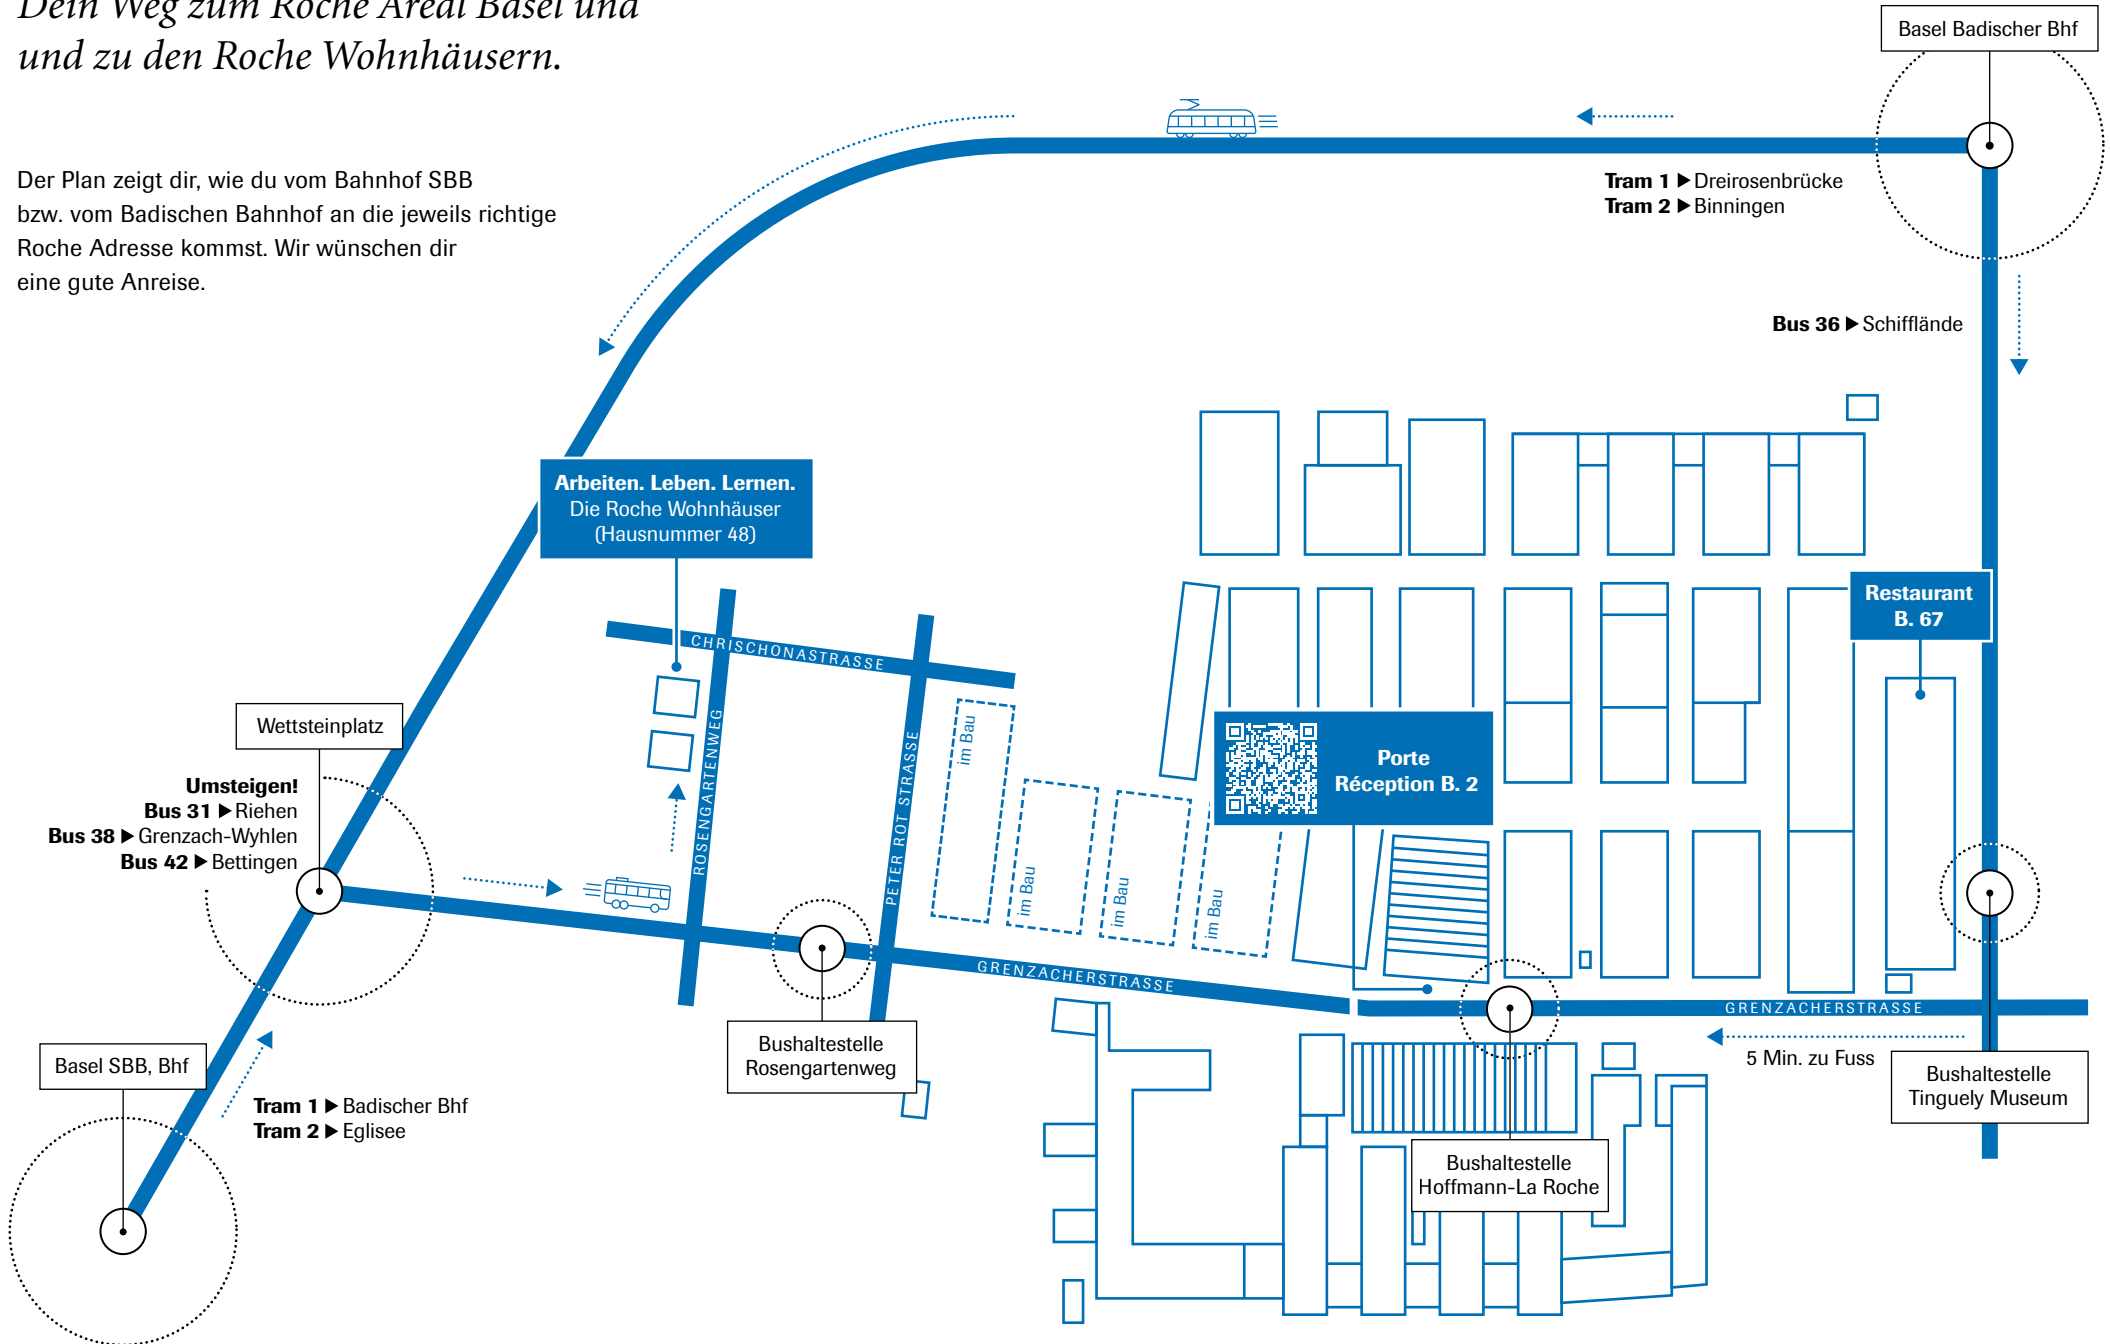 Dein Weg zum Roche Areal Basel und
und zu den Roche Wohnhäusern.
Der Plan zeigt dir, wie du vom Bahnhof SBB
bzw. vom Badischen Bahnhof an die jeweils richtige
Roche Adresse kommst. Wir wünschen dir
eine gute Anreise.
Basel Badischer Bhf
Tram 1 ▶ Dreirosenbrücke
Tram 2 ▶ Binningen
Bus 36 ▶ Schifflände
Arbeiten. Leben. Lernen.
Die Roche Wohnhäuser
(Hausnummer 48)
Restaurant
B. 67
CHRISCHONASTRASSE
ROSENGARTENWEG
PETER ROT STRASSE
Wettsteinplatz
Umsteigen!
Bus 31 ▶ Riehen
Bus 38 ▶ Grenzach-Wyhlen
Bus 42 ▶ Bettingen
im Bau
im Bau
im Bau
im Bau
Porte
Réception B. 2
GRENZACHERSTRASSE
GRENZACHERSTRASSE
5 Min. zu Fuss
Basel SBB, Bhf
Tram 1 ▶ Badischer Bhf
Tram 2 ▶ Eglisee
Bushaltestelle
Rosengartenweg
Bushaltestelle
Hoffmann-La Roche
Bushaltestelle
Tinguely Museum